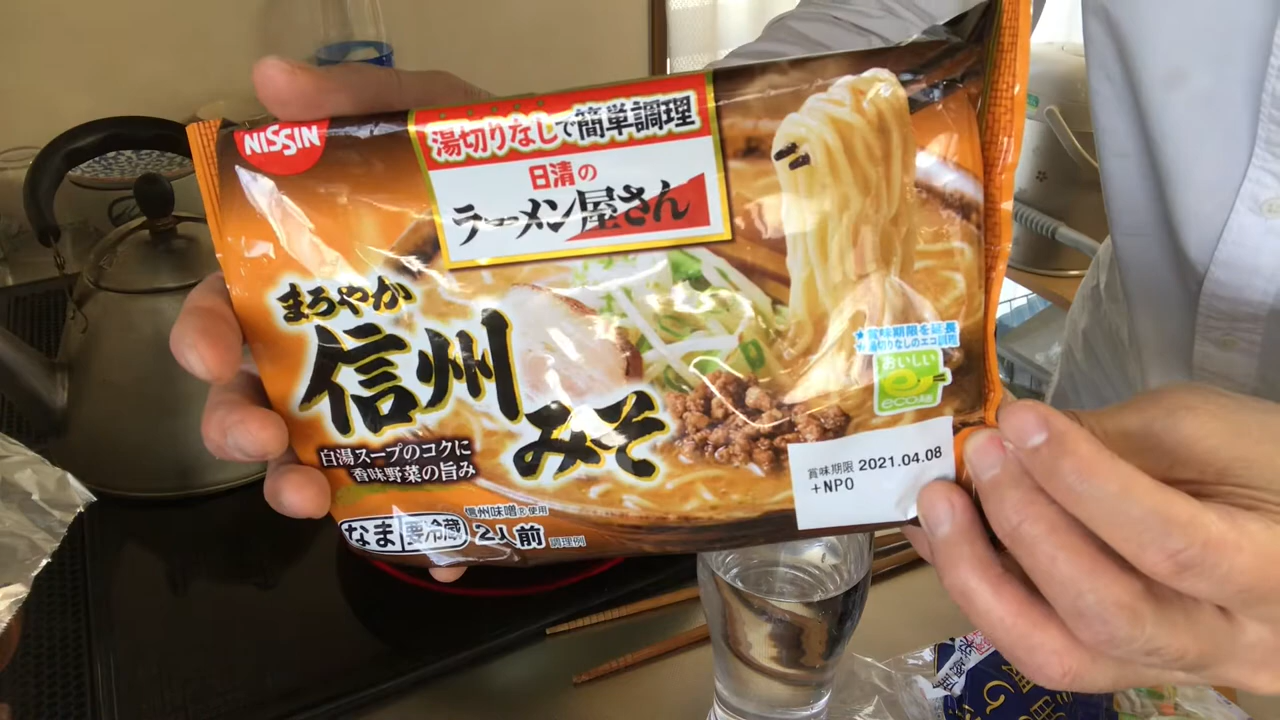 NISSIN
湯切りなしで簡単調理
日清の
ラーメン屋さん
まろやか
信州
みそ
白湯スープのコクに
香味野菜の旨み
なま 要冷蔵 2人前
信州味噌®使用
調理例
★賞味期限を延長
★湯切りなしのエコ調理
おいしい
eco麺
賞味期限 2021.04.08
+NPO